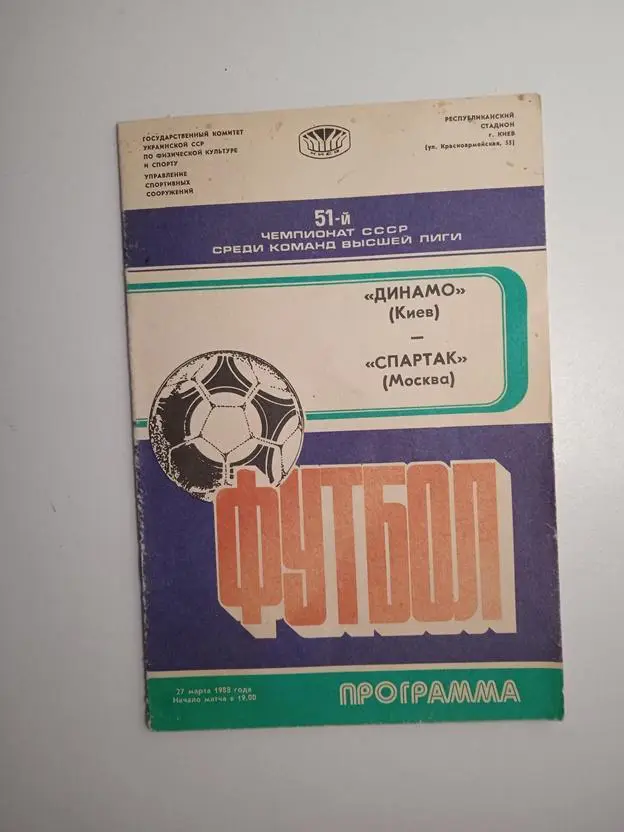 ГОСУДАРСТВЕННЫЙ КОМИТЕТ
УКРАИНСКОЙ ССР
ПО ФИЗИЧЕСКОЙ КУЛЬТУРЕ
И СПОРТУ
УПРАВЛЕНИЕ
СПОРТИВНЫХ
СООРУЖЕНИЙ
КИЕВ
РЕСПУБЛИКАНСКИЙ
СТАДИОН
г. КИЕВ
(ул. Красноармейская, 55)
51-й
ЧЕМПИОНАТ СССР
СРЕДИ КОМАНД ВЫСШЕЙ ЛИГИ
«ДИНАМО»
(Киев)
—
«СПАРТАК»
(Москва)
ФУТБОЛ
27 марта 1988 года
Начало матча в 19.00
ПРОГРАММА